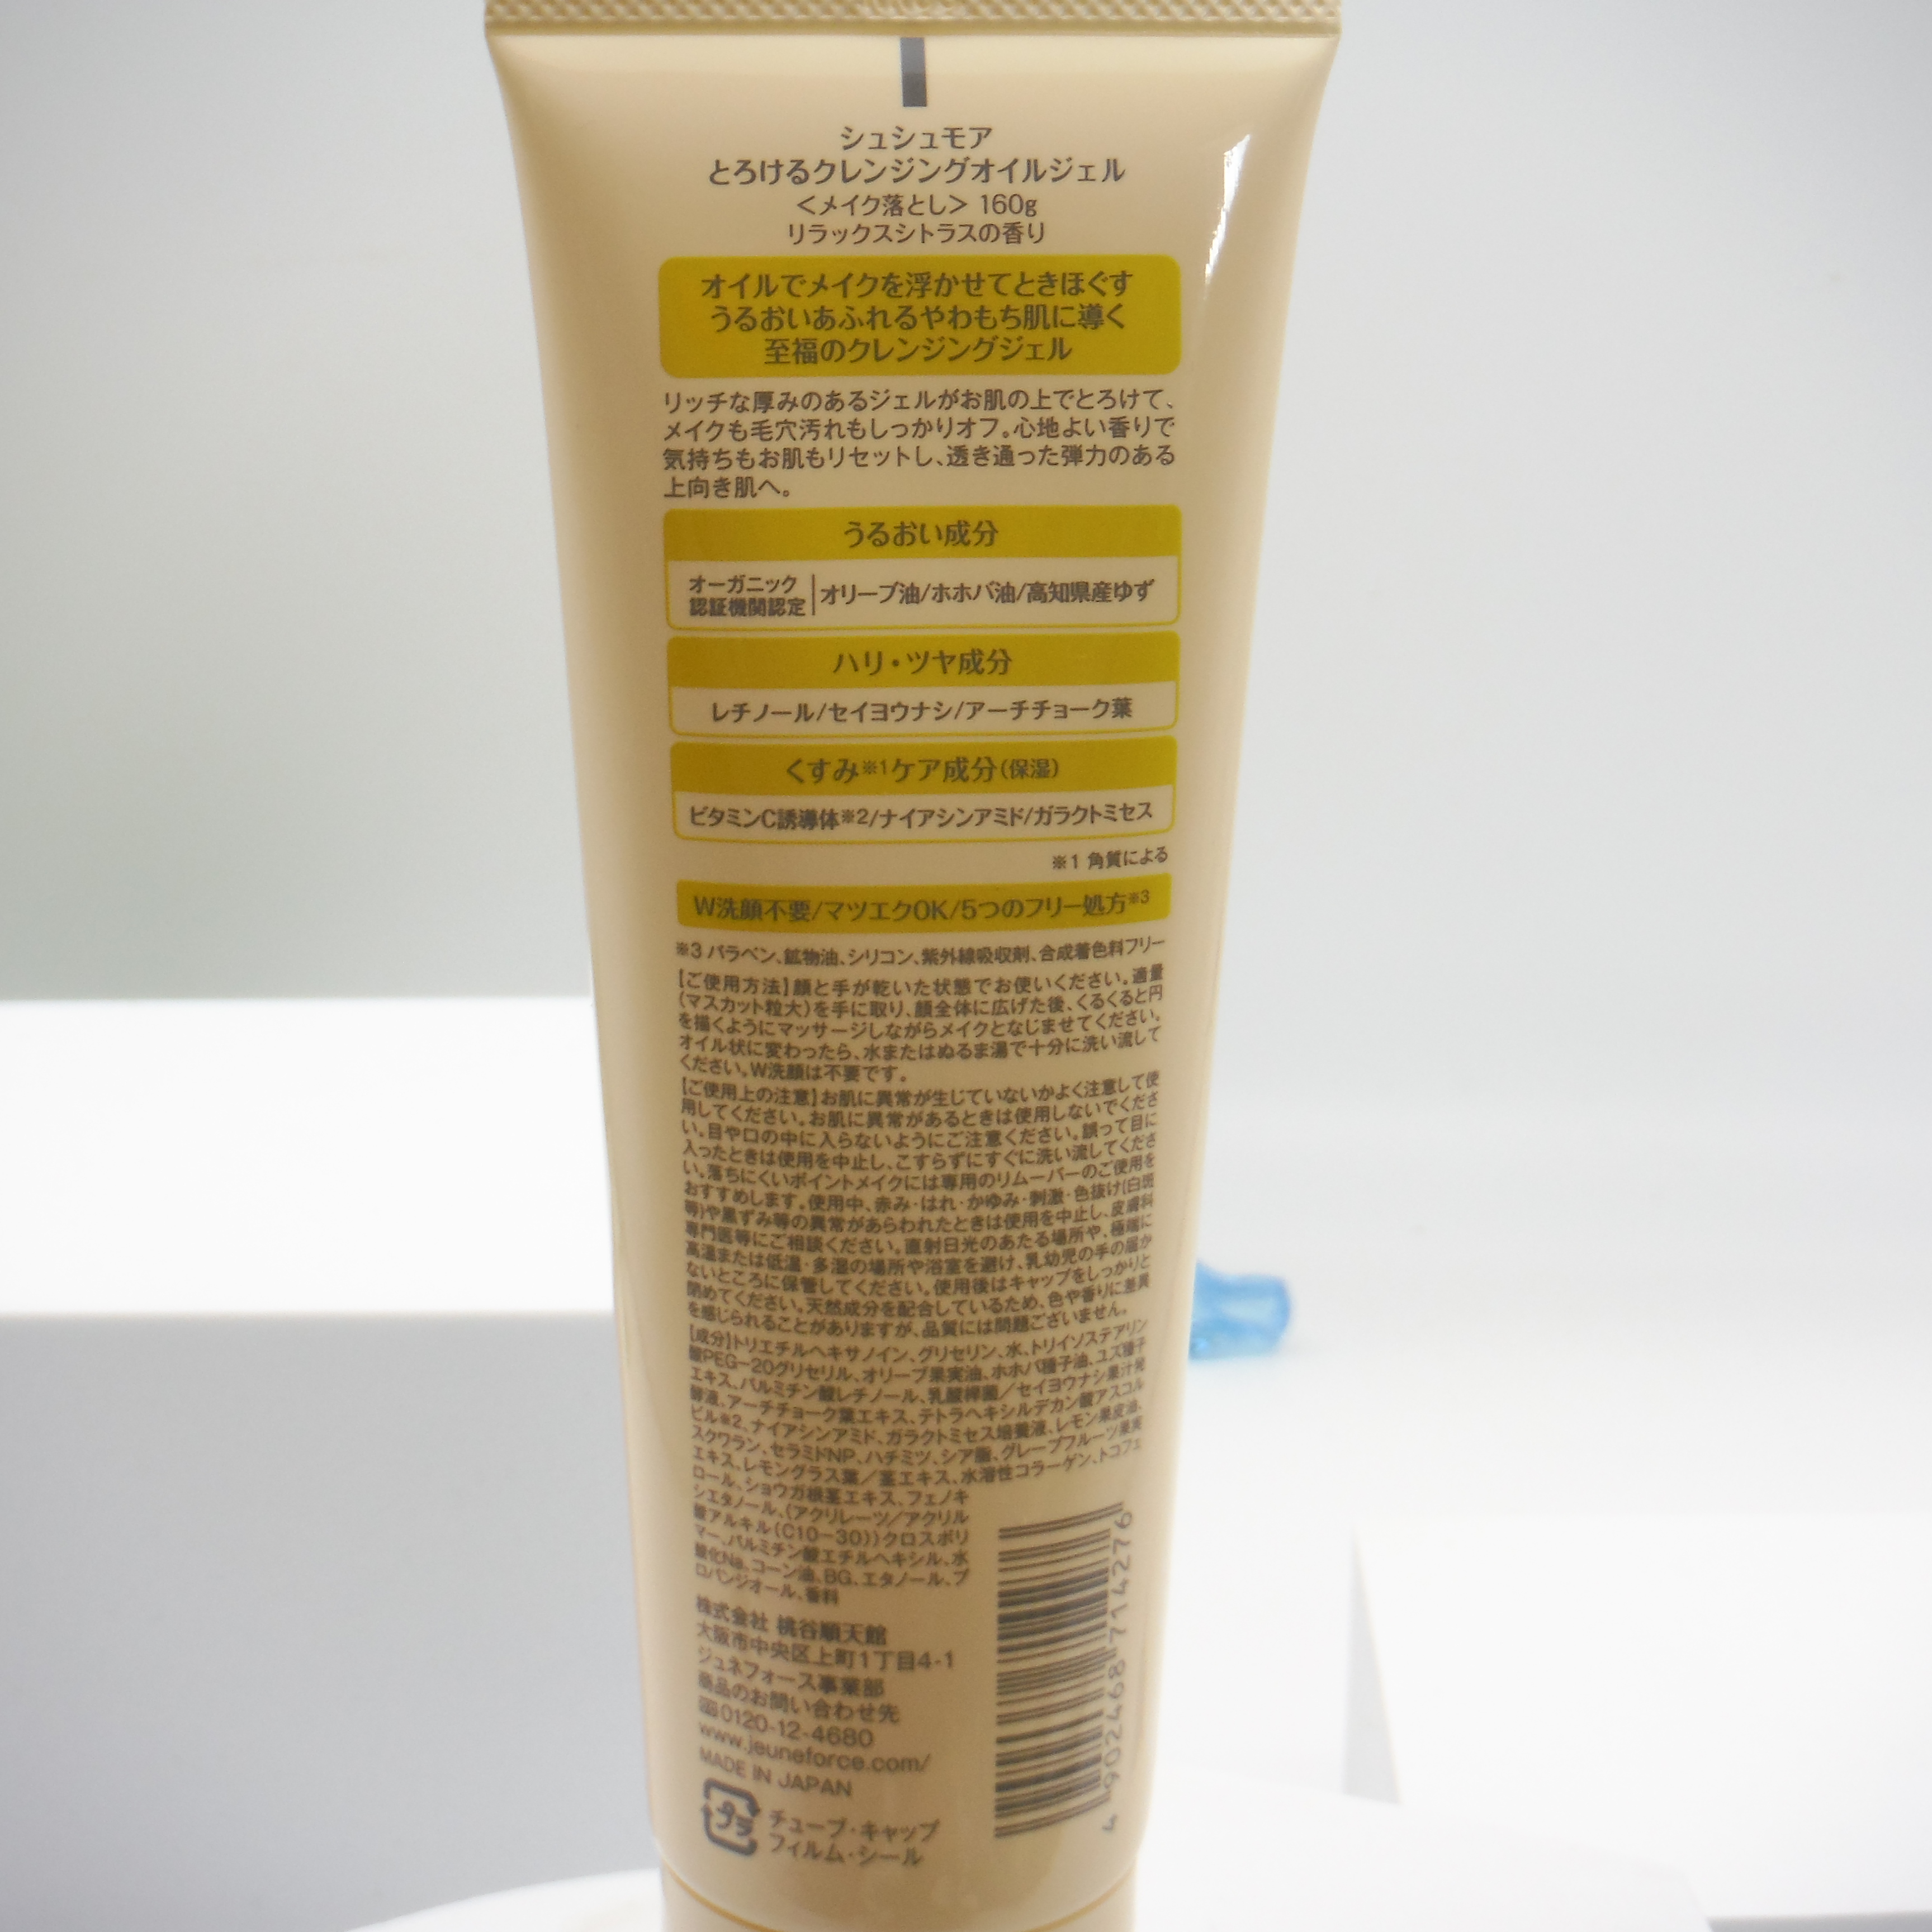 シュシュモア
とろけるクレンジングオイルジェル
＜メイク落とし＞ 160g
リラックスシトラスの香り
オイルでメイクを浮かせてときほぐす
うるおいあふれるやわもち肌に導く
至福のクレンジングジェル
リッチな厚みのあるジェルがお肌の上でとろけて、
メイクも毛穴汚れもしっかりオフ。心地よい香りで
気持ちもお肌もリセットし、透き通った弾力のある
上向き肌へ。
うるおい成分
オーガニック
認証機関認定
オリーブ油/ホホバ油/高知県産ゆず
ハリ・ツヤ成分
レチノール/セイヨウナシ/アーチチョーク葉
くすみ※1ケア成分(保湿)
ビタミンC誘導体※2/ナイアシンアミド/ガラクトミセス
※1 角質による
W洗顔不要/マツエクOK/5つのフリー処方※3
※3 パラベン、鉱物油、シリコン、紫外線吸収剤、合成着色料フリー
【ご使用方法】顔と手が乾いた状態でお使いください。適量
(マスカット粒大)を手に取り、顔全体に広げた後、くるくると円
を描くようにマッサージしながらメイクとなじませてください。
オイル状に変わったら、水またはぬるま湯で十分に洗い流して
ください。W洗顔は不要です。
【ご使用上の注意】お肌に異常が生じていないかよく注意して使
用してください。お肌に異常があるときは使用しないでくださ
い。目や口の中に入らないようにご注意ください。誤って目に
入ったときは使用を中止し、こすらずにすぐに洗い流してくださ
い。落ちにくいポイントメイクには専用のリムーバーのご使用を
おすすめします。使用中、赤み・はれ・かゆみ・刺激・色抜け(白斑
等)や黒ずみ等の異常があらわれたときは使用を中止し、皮膚科
専門医等にご相談ください。直射日光のあたる場所や、極端に
高温または低温・多湿の場所や浴室を避け、乳幼児の手の届か
ないところに保管してください。使用後はキャップをしっかりと
閉めてください。天然成分を配合しているため、色や香りに差異
を感じられることがありますが、品質には問題ございません。
【成分】トリエチルヘキサノイン、グリセリン、水、トリイソステアリン
酸PEG−20グリセリル、オリーブ果実油、ホホバ種子油、ユズ種子
エキス、パルミチン酸レチノール、乳酸桿菌／セイヨウナシ果汁発
酵液、アーチチョーク葉エキス、テトラヘキシルデカン酸アスコル
ビル※2、ナイアシンアミド、ガラクトミセス培養液、レモン果皮油、
スクワラン、セラミドNP、ハチミツ、シア脂、グレープフルーツ果実
エキス、レモングラス葉／茎エキス、水溶性コラーゲン、トコフェ
ロール、ショウガ根茎エキス、フェノキ
シエタノール、(アクリレーツ／アクリル
酸アルキル(C10−30))クロスポリ
マー、パルミチン酸エチルヘキシル、水
酸化Na、コーン油、BG、エタノール、プ
ロパンジオール、香料
株式会社 桃谷順天館
大阪市中央区上町1丁目4-1
ジュネフォース事業部
商品のお問い合わせ先
0120-12-4680
www.jeuneforce.com/
MADE IN JAPAN
プラ
チューブ・キャップ
フィルム・シール
4 902468 714276